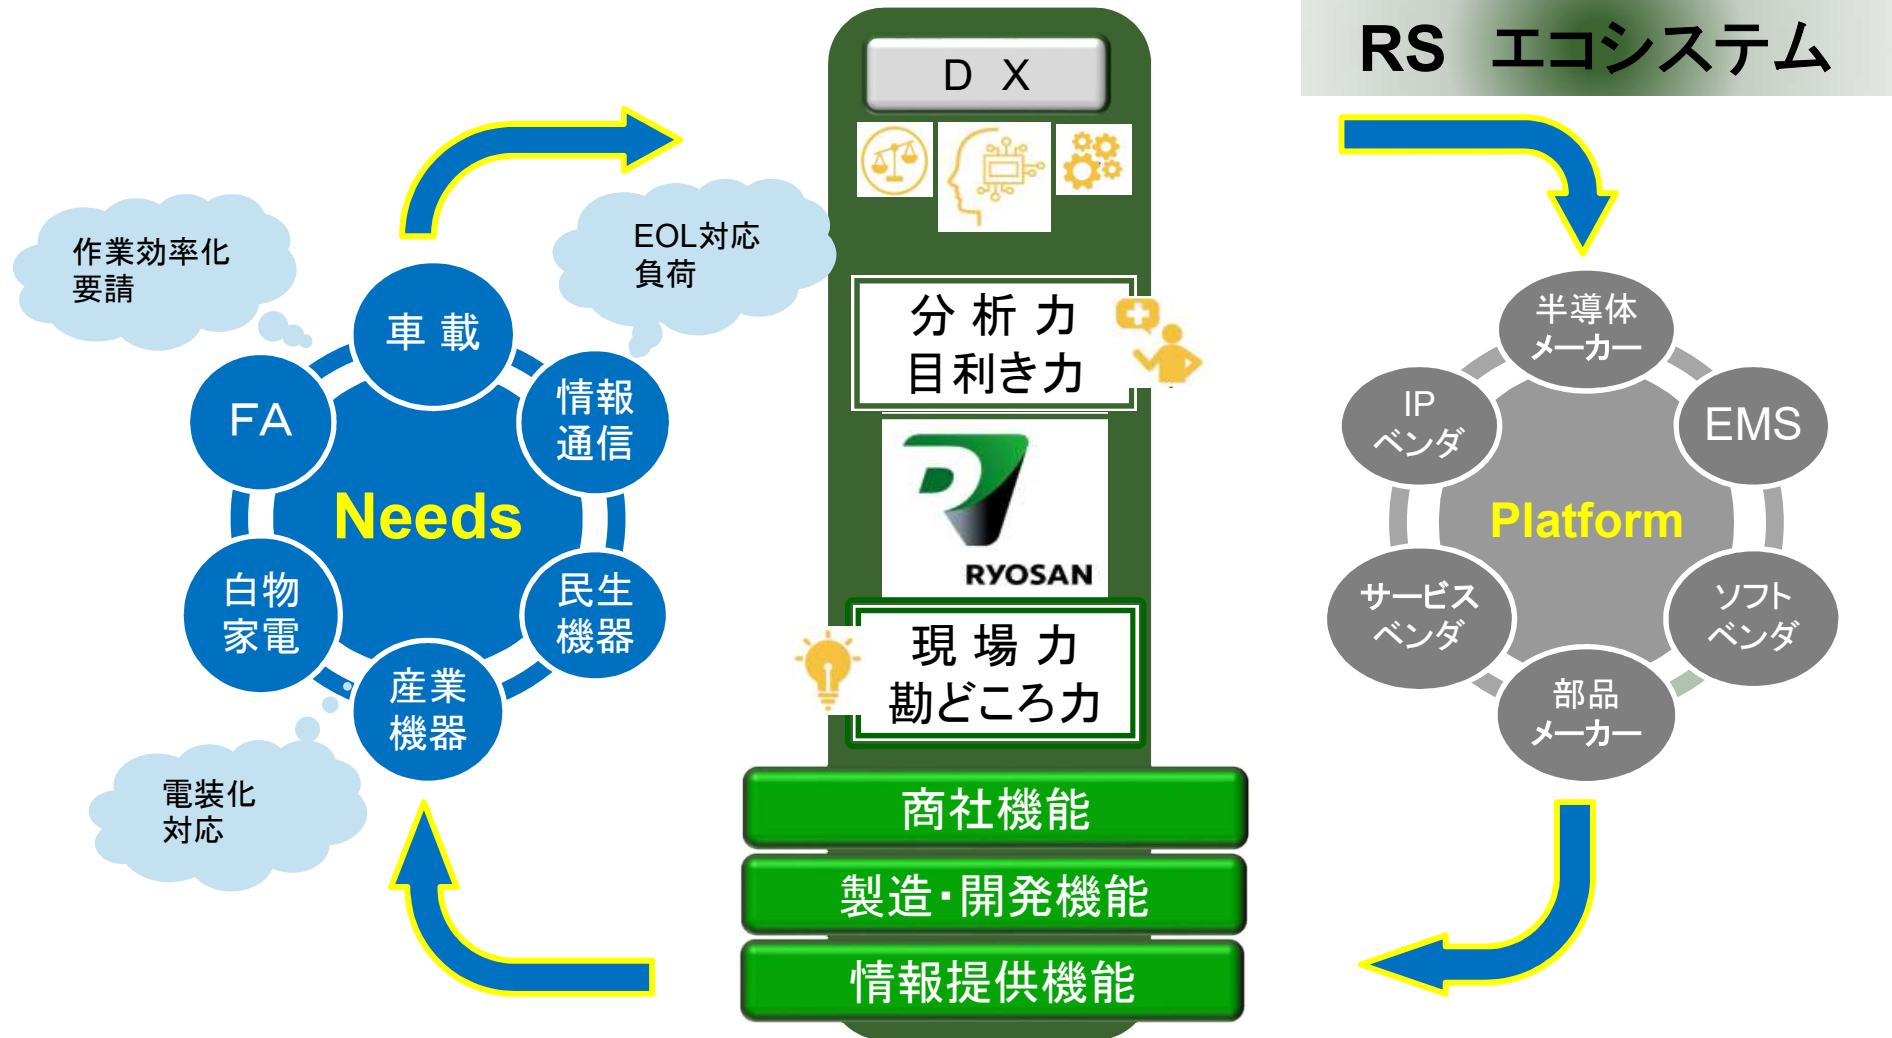 RS エコシステム
D X
作業効率化
要請
EOL対応
負荷
車 載
情報
通信
FA
Needs
白物
家電
民生
機器
産業
機器
電装化
対応
分 析 力
目利き力
RYOSAN
現 場 力
勘どころ力
商社機能
製造・開発機能
情報提供機能
半導体
メーカー
IP
ベンダ
EMS
Platform
サービス
ベンダ
ソフト
ベンダ
部品
メーカー